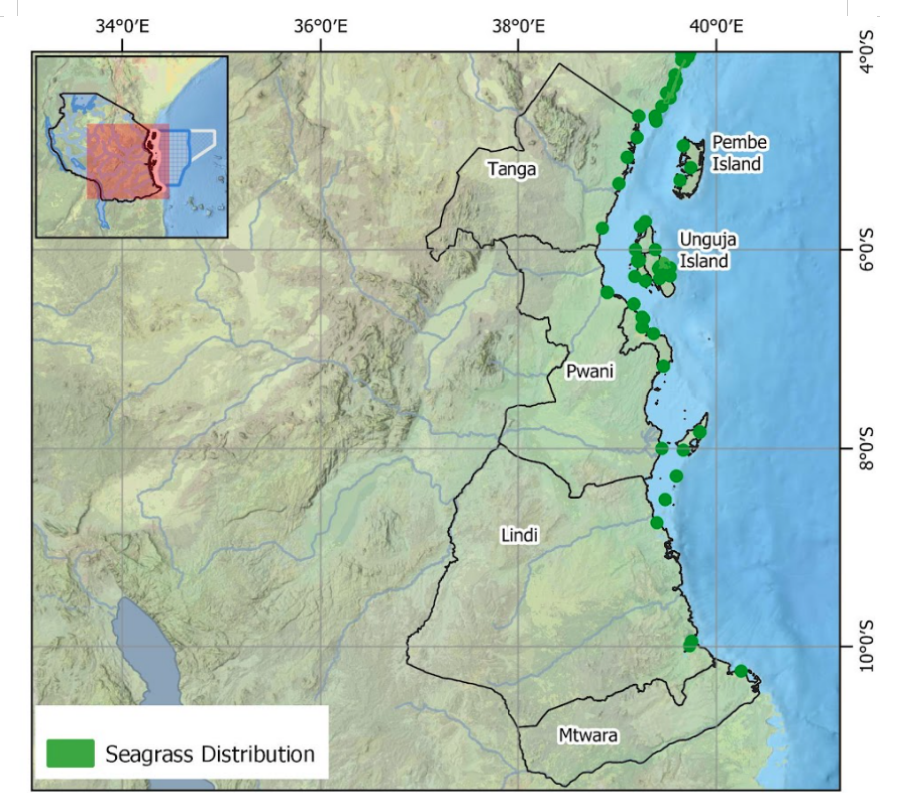 34°0'E 36°0'E 38°0'E 40°0'E
4°0'S
Pembe
Island
Tanga
Unguja
Island
6°0'S
Pwani
8°0'S
Lindi
10°0'S
Mtwara
Seagrass Distribution